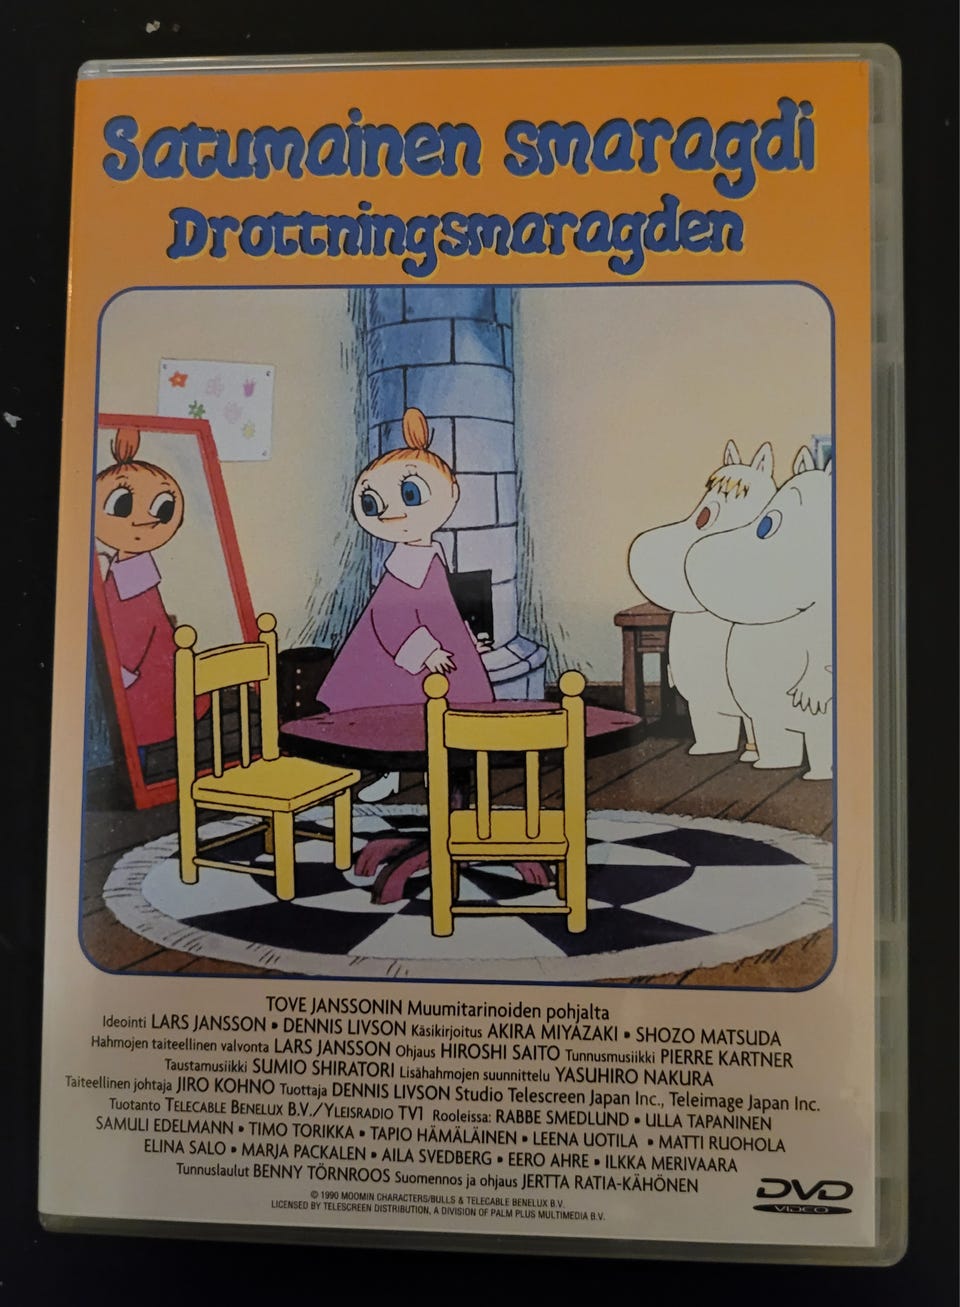 Satumainen smaragdi
Drottningsmaragden
TOVE JANSSONIN Muumitarinoiden pohjalta
Ideointi LARS JANSSON • DENNIS LIVSON Käsikirjoitus AKIRA MIYAZAKI • SHOZO MATSUDA
Hahmojen taiteellinen valvonta LARS JANSSON Ohjaus HIROSHI SAITO Tunnusmusiikki PIERRE KARTNER
Taustamusiikki SUMIO SHIRATORI Lisähahmojen suunnittelu YASUHIRO NAKURA
Taiteellinen johtaja JIRO KOHNO Tuottaja DENNIS LIVSON Studio Telescreen Japan Inc., Teleimage Japan Inc.
Tuotanto TELECABLE BENELUX B.V./YLEISRADIO TV1 Rooleissa: RABBE SMEDLUND • ULLA TAPANINEN
SAMULI EDELMANN • TIMO TORIKKA • TAPIO HÄMÄLÄINEN • LEENA UOTILA • MATTI RUOHOLA
ELINA SALO • MARJA PACKALEN • AILA SVEDBERG • EERO AHRE • ILKKA MERIVAARA
Tunnuslaulut BENNY TÖRNROOS Suomennos ja ohjaus JERTTA RATIA-KÄHÖNEN
© 1990 MOOMIN CHARACTERS/BULLS & TELECABLE BENELUX B.V.
LICENSED BY TELESCREEN DISTRIBUTION, A DIVISION OF PALM PLUS MULTIMEDIA B.V.
DVD
VIDEO